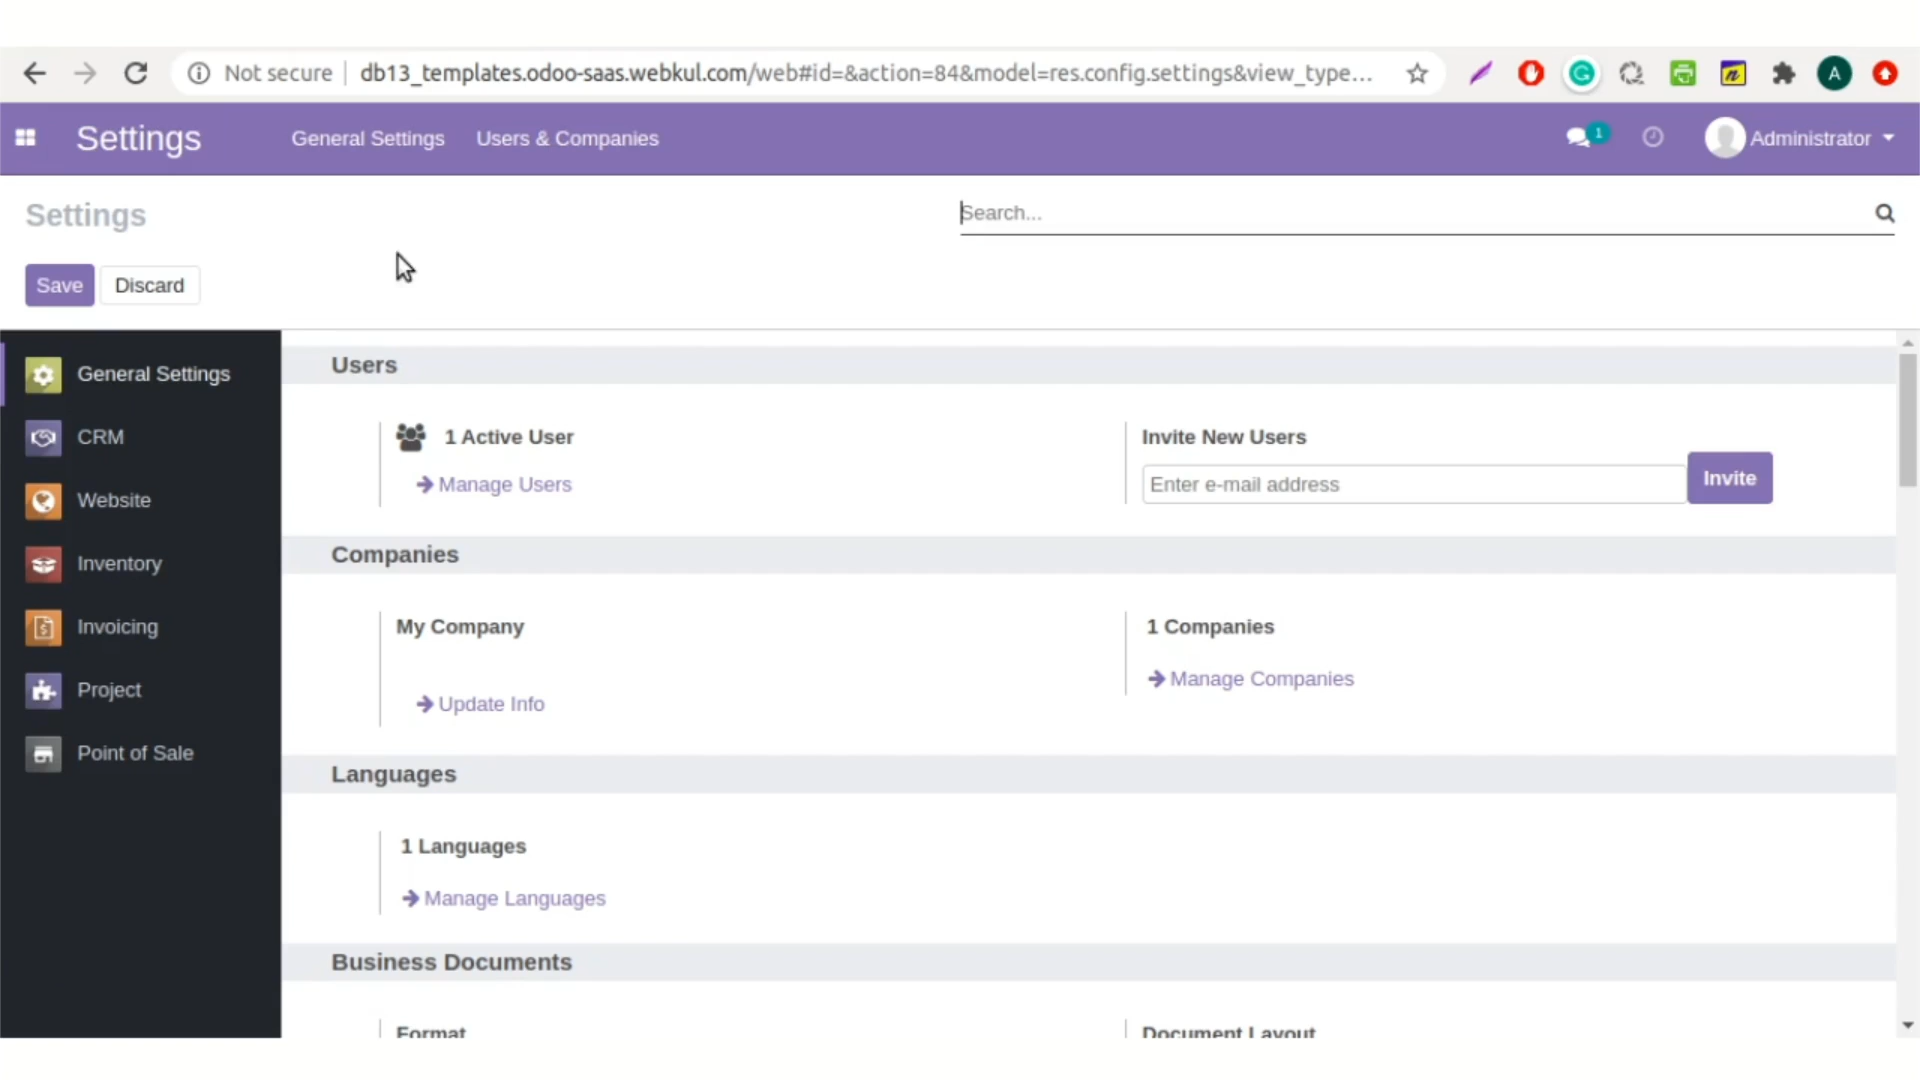 Not secure
db13_templates.odoo-saas.webkul.com/web#id=&action=84&model=res.config.settings&view_type...
A
Settings
General Settings
Users & Companies
1
Administrator
Settings
Search...
Save
Discard
General Settings
CRM
Website
Inventory
Invoicing
Project
Point of Sale
Users
1 Active User
Manage Users
Invite New Users
Enter e-mail address
Invite
Companies
My Company
Update Info
1 Companies
Manage Companies
Languages
1 Languages
Manage Languages
Business Documents
Format
Document Layout